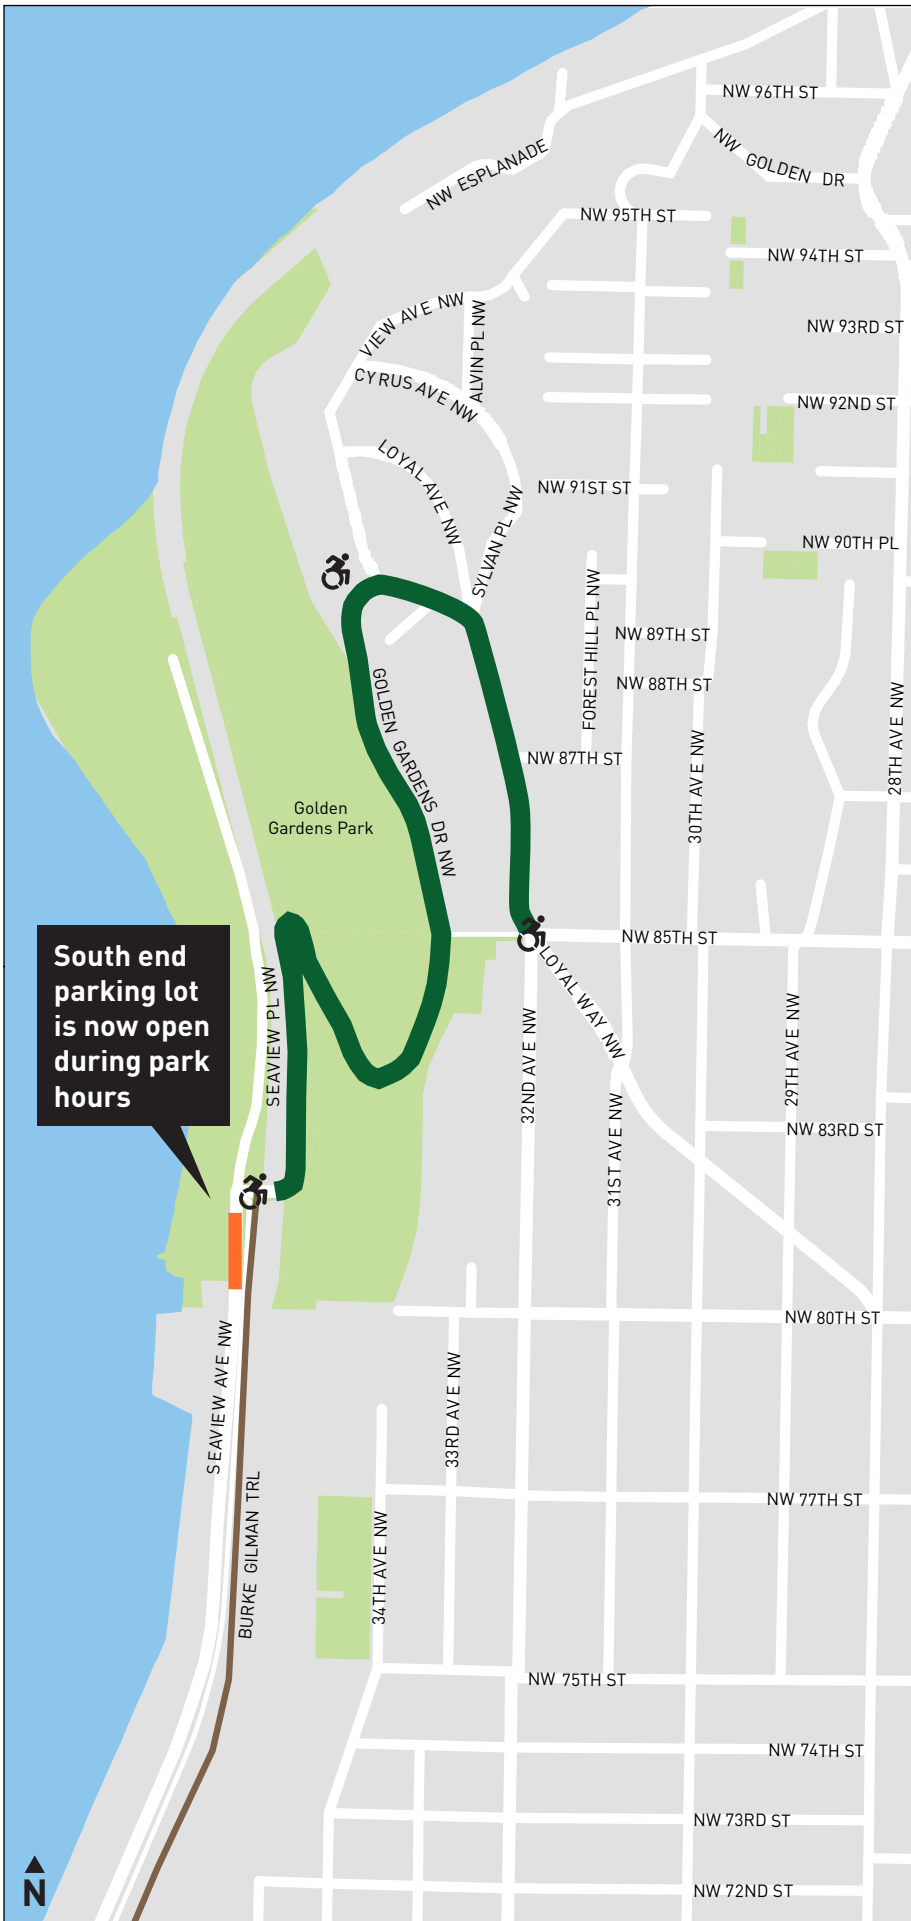 NW 96TH ST
NW GOLDEN DR
NW ESPLANADE
NW 95TH ST
NW 94TH ST
VIEW AVE NW
ALVIN PL NW
NW 93RD ST
CYRUS AVE NW
NW 92ND ST
LOYAL AVE NW
SYLVAN PL NW
NW 91ST ST
NW 90TH PL
FOREST HILL PL NW
NW 89TH ST
NW 88TH ST
GOLDEN GARDENS DR NW
28TH AVE NW
30TH AVE NW
NW 87TH ST
Golden
Gardens Park
South end
parking lot
is now open
during park
hours
NW 85TH ST
LOYAL WAY NW
SEAVIEW PL NW
32ND AVE NW
29TH AVE NW
31ST AVE NW
NW 83RD ST
NW 80TH ST
SEAVIEW AVE NW
33RD AVE NW
BURKE GILMAN TRL
NW 77TH ST
34TH AVE NW
NW 75TH ST
NW 74TH ST
NW 73RD ST
NW 72ND ST
N